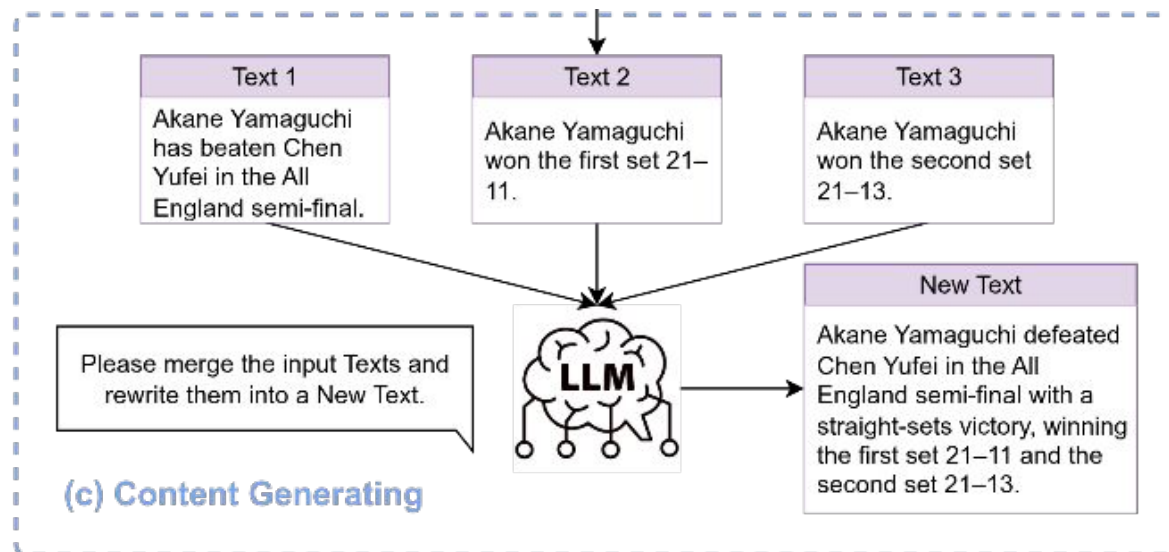 Text 1
Akane Yamaguchi
has beaten Chen
Yufei in the All
England semi-final.
Text 2
Akane Yamaguchi
won the first set 21–
11.
Text 3
Akane Yamaguchi
won the second set
21–13.
Please merge the input Texts and
rewrite them into a New Text.
LLM
New Text
Akane Yamaguchi defeated
Chen Yufei in the All
England semi-final with a
straight-sets victory, winning
the first set 21–11 and the
second set 21–13.
(c) Content Generating